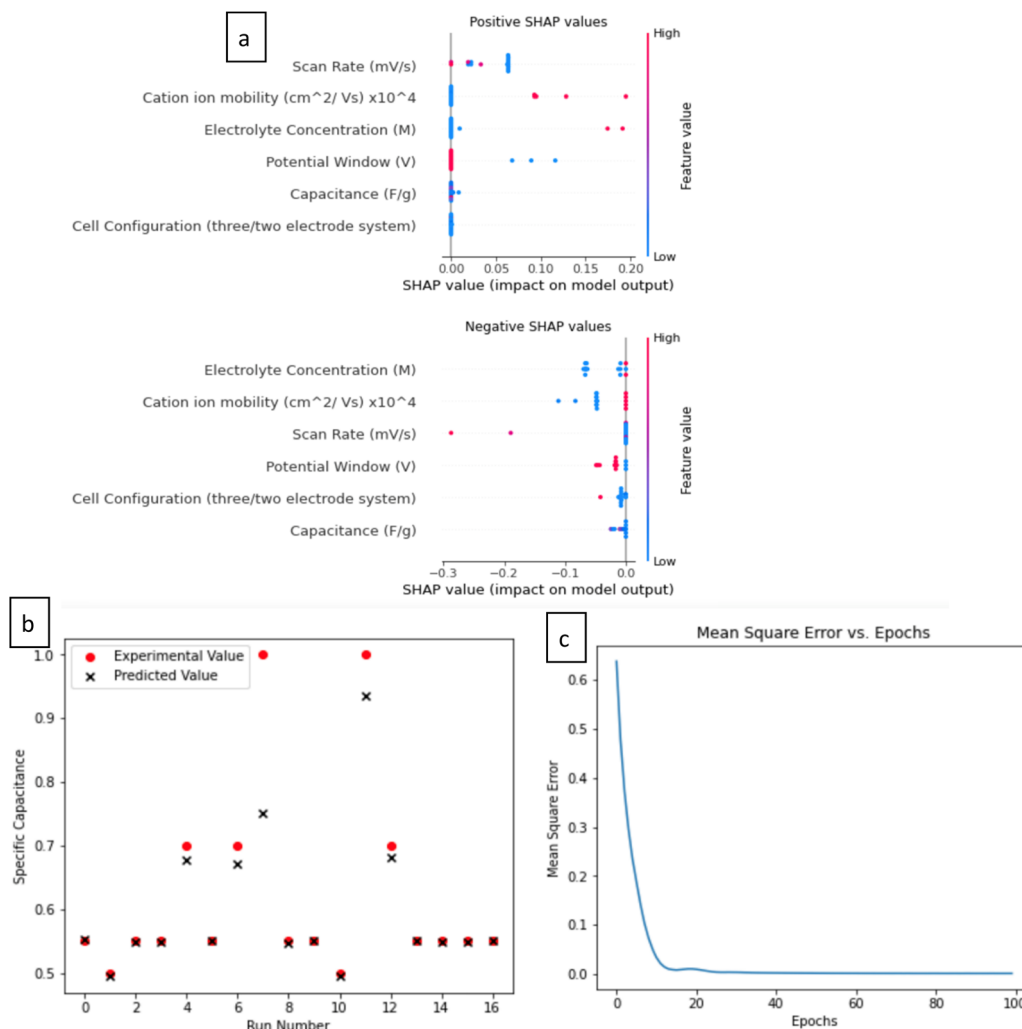 a
Positive SHAP values
High
Scan Rate (mV/s)
Cation ion mobility (cm^2/ Vs) x10^4
Electrolyte Concentration (M)
Potential Window (V)
Capacitance (F/g)
Cell Configuration (three/two electrode system)
Feature value
Low
0.00 0.05 0.10 0.15 0.20
SHAP value (impact on model output)
Negative SHAP values
High
Electrolyte Concentration (M)
Cation ion mobility (cm^2/ Vs) x10^4
Scan Rate (mV/s)
Potential Window (V)
Cell Configuration (three/two electrode system)
Capacitance (F/g)
Feature value
Low
−0.3 −0.2 −0.1 0.0
SHAP value (impact on model output)
b
Experimental Value
Predicted Value
1.0
0.9
0.8
0.7
0.6
0.5
Specific Capacitance
0 2 4 6 8 10 12 14 16
Run Number
c
Mean Square Error vs. Epochs
0.6
0.5
0.4
0.3
0.2
0.1
0.0
Mean Square Error
0 20 40 60 80 100
Epochs